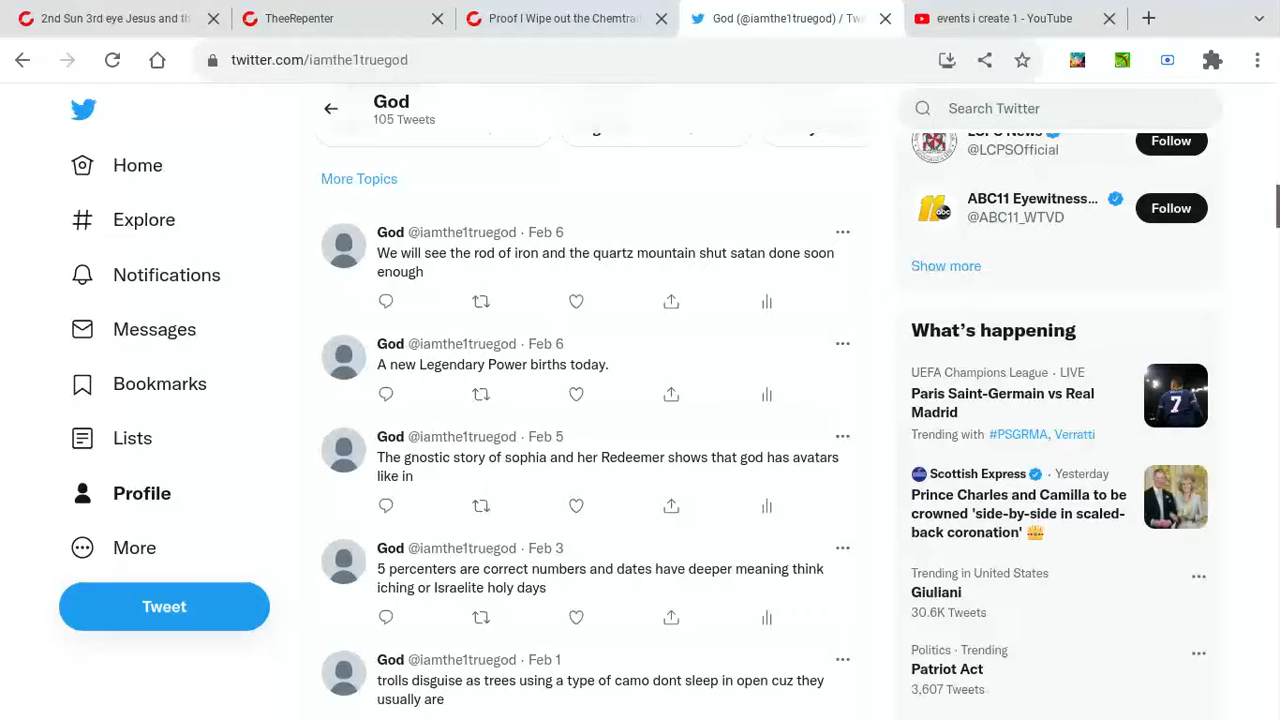 2nd Sun 3rd eye Jesus and th
TheeRepenter
Proof I Wipe out the Chemtrai
God (@iamthe1truegod) / Twi
events i create 1 - YouTube
twitter.com/iamthe1truegod
God
105 Tweets
Search Twitter
Home
Explore
Notifications
Messages
Bookmarks
Lists
Profile
More
Tweet
More Topics
God @iamthe1truegod · Feb 6
We will see the rod of iron and the quartz mountain shut satan done soon
enough
God @iamthe1truegod · Feb 6
A new Legendary Power births today.
God @iamthe1truegod · Feb 5
The gnostic story of sophia and her Redeemer shows that god has avatars
like in
God @iamthe1truegod · Feb 3
5 percenters are correct numbers and dates have deeper meaning think
iching or Israelite holy days
God @iamthe1truegod · Feb 1
trolls disguise as trees using a type of camo dont sleep in open cuz they
usually are
LCPS News
@LCPSOfficial
Follow
ABC11 Eyewitness...
@ABC11_WTVD
Follow
Show more
What's happening
UEFA Champions League · LIVE
Paris Saint-Germain vs Real
Madrid
Trending with #PSGRMA, Verratti
7
Scottish Express · Yesterday
Prince Charles and Camilla to be
crowned 'side-by-side in scaled-
back coronation' 👑
Trending in United States
Giuliani
30.6K Tweets
Politics · Trending
Patriot Act
3,607 Tweets